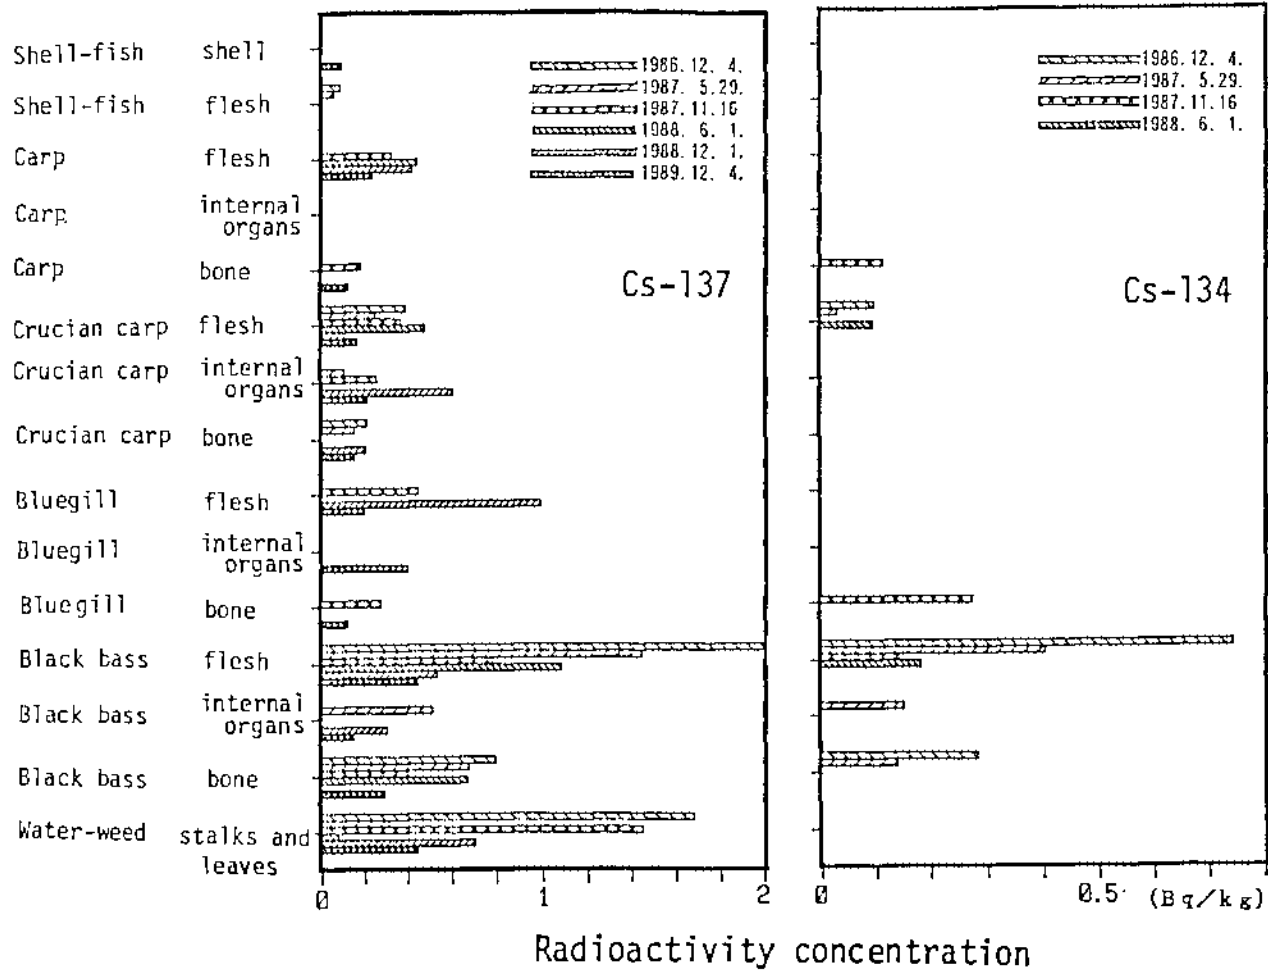 Shell-fish shell
Shell-fish flesh
Carp flesh
Carp internal organs
Carp bone
Crucian carp flesh
Crucian carp internal organs
Crucian carp bone
Bluegill flesh
Bluegill internal organs
Bluegill bone
Black bass flesh
Black bass internal organs
Black bass bone
Water-weed stalks and leaves
1986.12. 4.
1987. 5.29.
1987.11.16
1988. 6. 1.
1988.12. 1.
1989.12. 4.
Cs-137
0 1 2
1986.12. 4.
1987. 5.29.
1987.11.16
1988. 6. 1.
Cs-134
0 0.5 (Bq/kg)
Radioactivity concentration